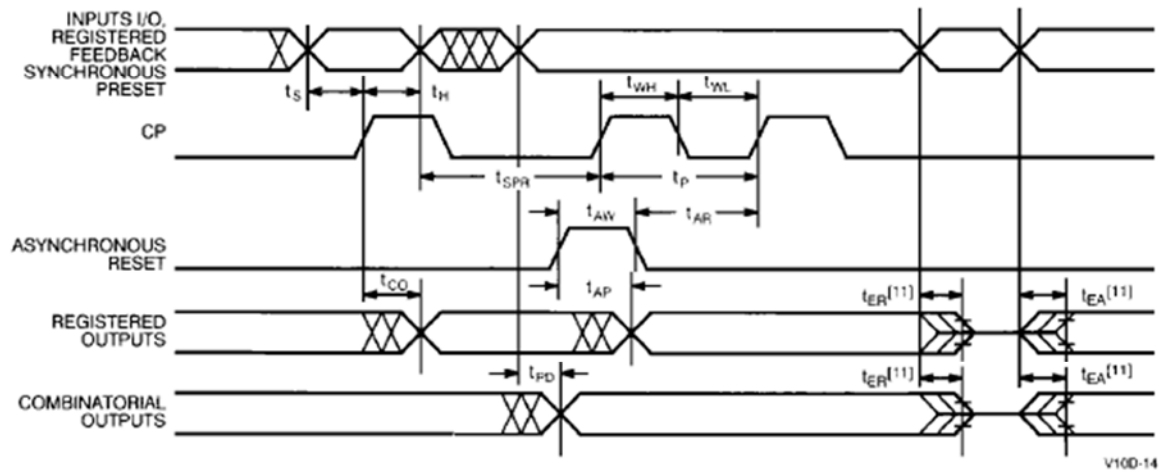 INPUTS I/O,
REGISTERED
FEEDBACK
SYNCHRONOUS
PRESET
tS
tH
tWH
tWL
CP
tSPR
tP
tAW
tAR
ASYNCHRONOUS
RESET
tCO
tAP
tER[11]
tEA[11]
REGISTERED
OUTPUTS
tPD
tER[11]
tEA[11]
COMBINATORIAL
OUTPUTS
V10D-14